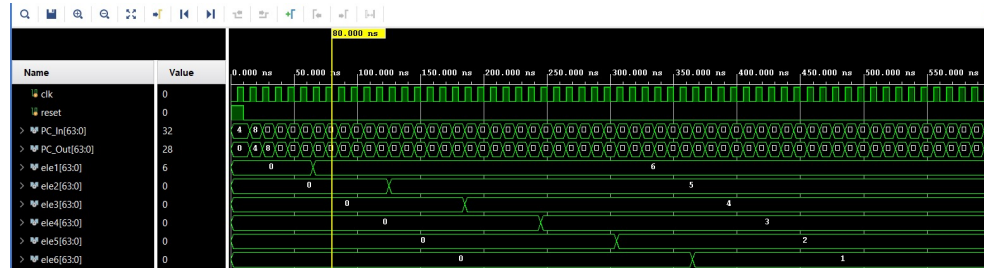 80.000 ns
Name Value 0.000 ns 50.000 ns 100.000 ns 150.000 ns 200.000 ns 250.000 ns 300.000 ns 350.000 ns 400.000 ns 450.000 ns 500.000 ns 550.000 ns
clk 0
reset 0
PC_In[63:0] 32 4 8
PC_Out[63:0] 28 0 4 8
ele1[63:0] 6 0 6
ele2[63:0] 0 0 5
ele3[63:0] 0 0 4
ele4[63:0] 0 0 3
ele5[63:0] 0 0 2
ele6[63:0] 0 0 1